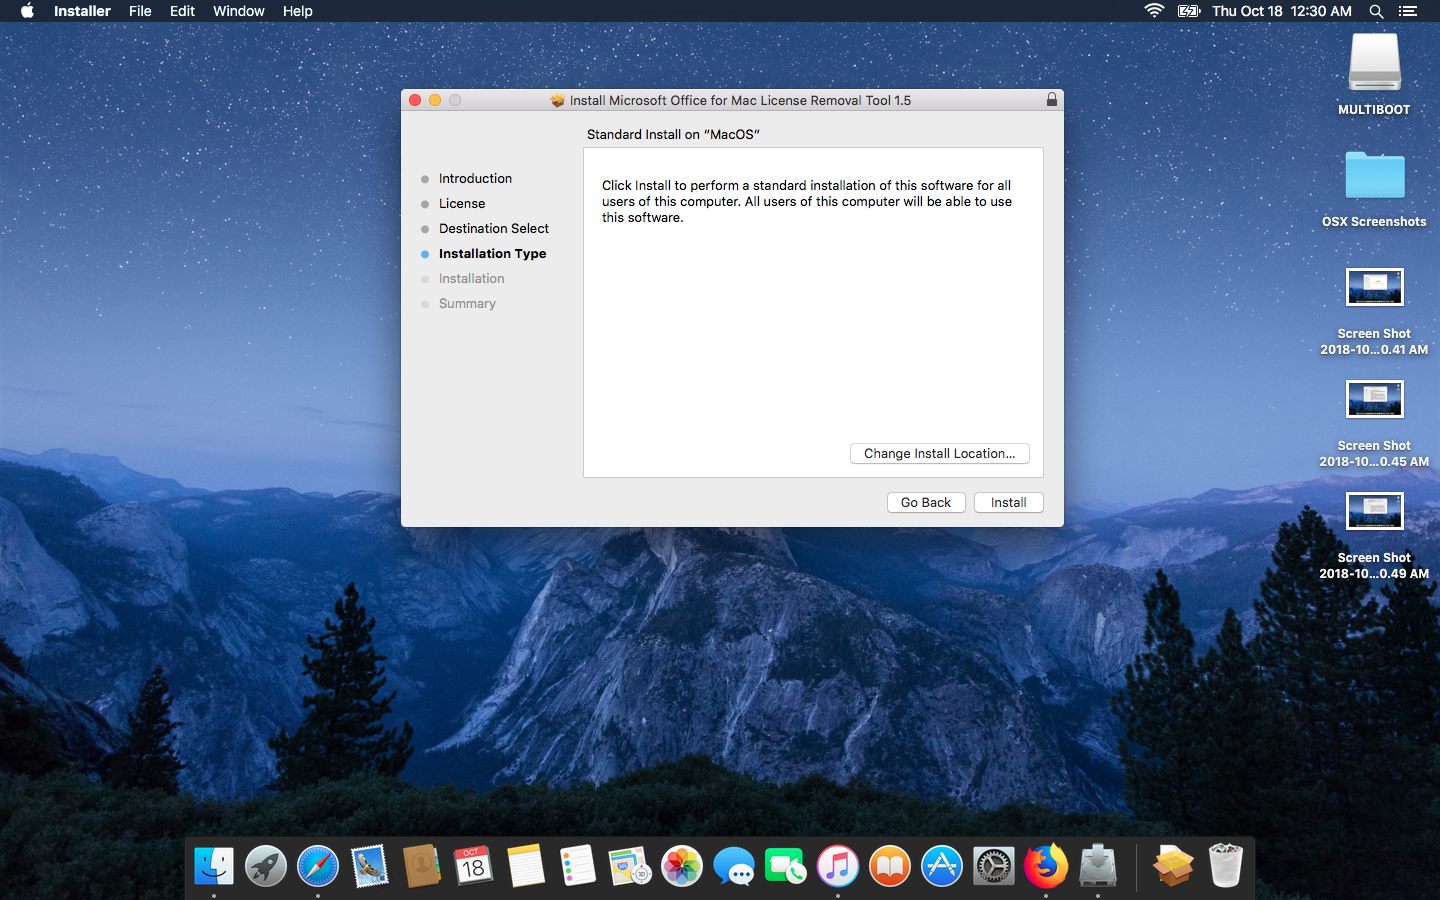 Installer File Edit Window Help
Thu Oct 18 12:30 AM
Install Microsoft Office for Mac License Removal Tool 1.5
Standard Install on “MacOS”
Introduction
License
Destination Select
Installation Type
Installation
Summary
Click Install to perform a standard installation of this software for all
users of this computer. All users of this computer will be able to use
this software.
Change Install Location...
Go Back
Install
MULTIBOOT
OSX Screenshots
Screen Shot
2018-10...0.41 AM
Screen Shot
2018-10...0.45 AM
Screen Shot
2018-10...0.49 AM
OCT
18